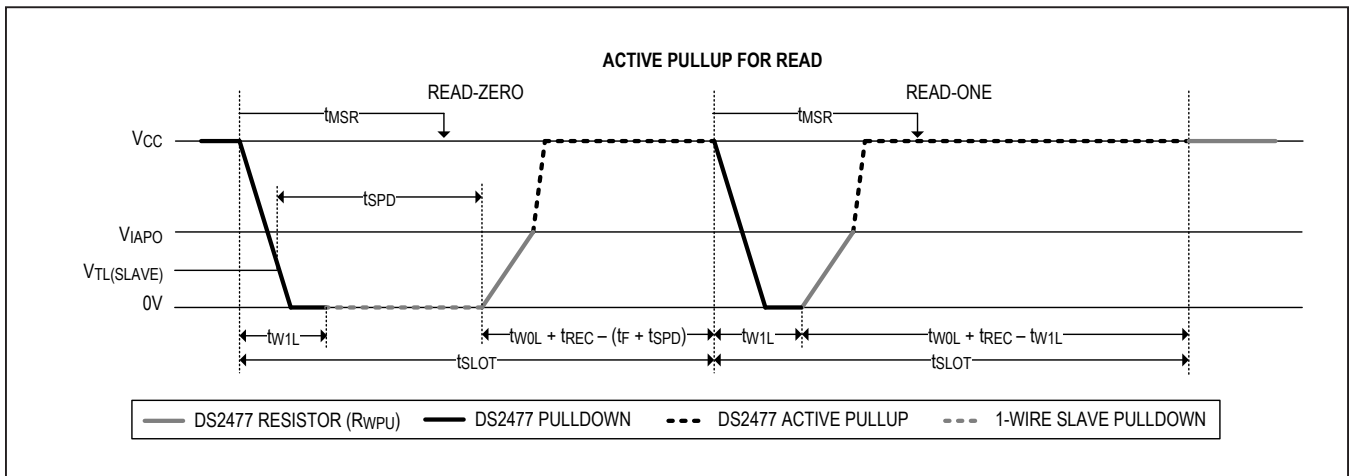 ACTIVE PULLUP FOR READ
READ-ZERO READ-ONE
tMSR tMSR
VCC
tSPD
VIAPO
VTL(SLAVE)
0V
tW1L tW0L + tREC – (tF + tSPD) tW1L tW0L + tREC – tW1L
tSLOT tSLOT
DS2477 RESISTOR (RWPU) DS2477 PULLDOWN DS2477 ACTIVE PULLUP 1-WIRE SLAVE PULLDOWN